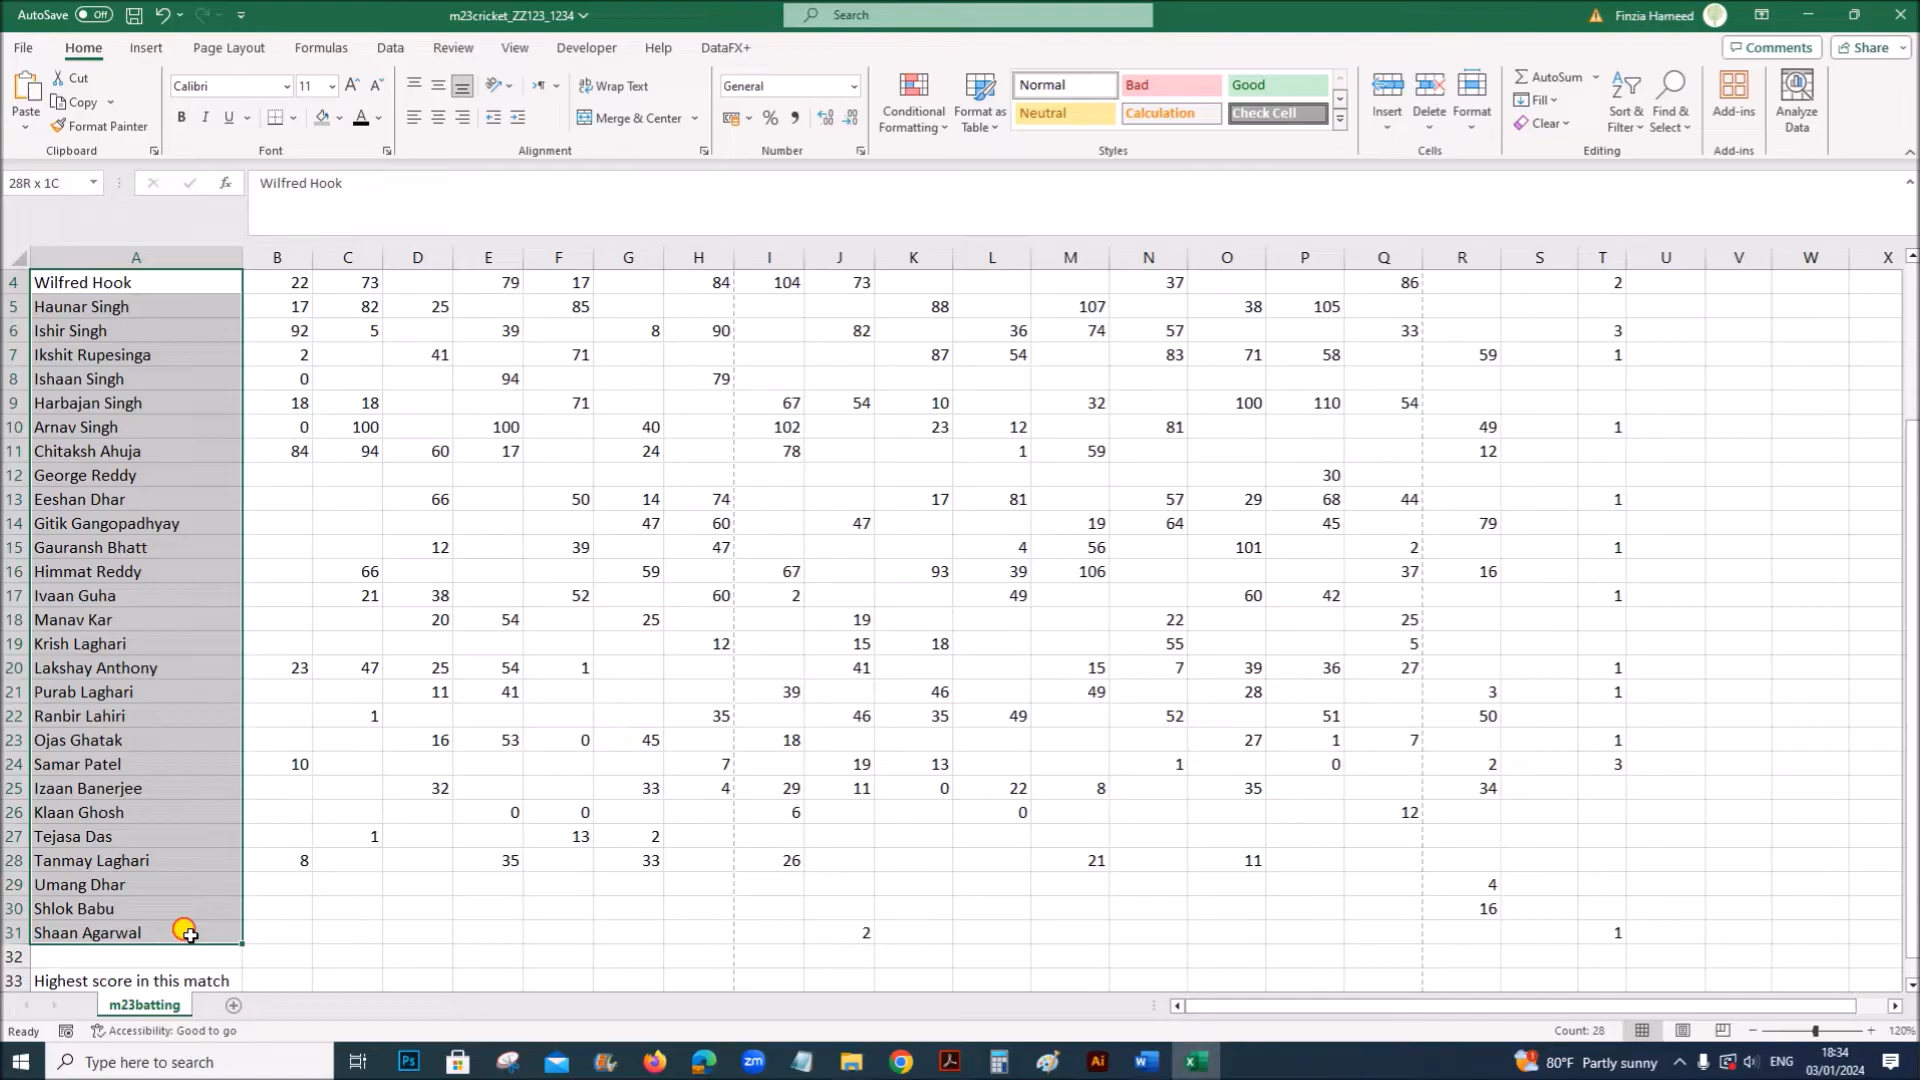 AutoSave Off m23cricket_ZZ123_1234 Search Finzia Hameed
File Home Insert Page Layout Formulas Data Review View Developer Help DataFX+ Comments Share
Paste Cut Copy Format Painter Clipboard
Calibri 11 B I U A Font
Wrap Text Merge & Center Alignment
General % Number
Conditional Formatting Format as Table Normal Bad Good Neutral Calculation Check Cell Styles
Insert Delete Format Cells
AutoSum Fill Clear Sort & Filter Find & Select Editing
Add-ins Add-ins Analyze Data
28R x 1C fx Wilfred Hook
A B C D E F G H I J K L M N O P Q R S T U V W X
4 Wilfred Hook 22 73 79 17 84 104 73 37 86 2
5 Haunar Singh 17 82 25 85 88 107 38 105
6 Ishir Singh 92 5 39 8 90 82 36 74 57 33 3
7 Ikshit Rupesinga 2 41 71 87 54 83 71 58 59 1
8 Ishaan Singh 0 94 79
9 Harbajan Singh 18 18 71 67 54 10 32 100 110 54
10 Arnav Singh 0 100 100 40 102 23 12 81 49 1
11 Chitaksh Ahuja 84 94 60 17 24 78 1 59 12
12 George Reddy 30
13 Eeshan Dhar 66 50 14 74 17 81 57 29 68 44 1
14 Gitik Gangopadhyay 47 60 47 19 64 45 79
15 Gauransh Bhatt 12 39 47 4 56 101 2 1
16 Himmat Reddy 66 59 67 93 39 106 37 16
17 Ivaan Guha 21 38 52 60 2 49 60 42 1
18 Manav Kar 20 54 25 19 22 25
19 Krish Laghari 12 15 18 55 5
20 Lakshay Anthony 23 47 25 54 1 41 15 7 39 36 27 1
21 Purab Laghari 11 41 39 46 49 28 3 1
22 Ranbir Lahiri 1 35 46 35 49 52 51 50
23 Ojas Ghatak 16 53 0 45 18 27 1 7 1
24 Samar Patel 10 7 19 13 1 0 2 3
25 Izaan Banerjee 32 33 4 29 11 0 22 8 35 34
26 Klaan Ghosh 0 0 6 0 12
27 Tejasa Das 1 13 2
28 Tanmay Laghari 8 35 33 26 21 11
29 Umang Dhar 4
30 Shlok Babu 16
31 Shaan Agarwal 2 1
32
33 Highest score in this match
m23batting
Ready Accessibility: Good to go Count: 28 120%
Type here to search Ps zm Ai 80°F Partly sunny ENG 18:34
03/01/2024